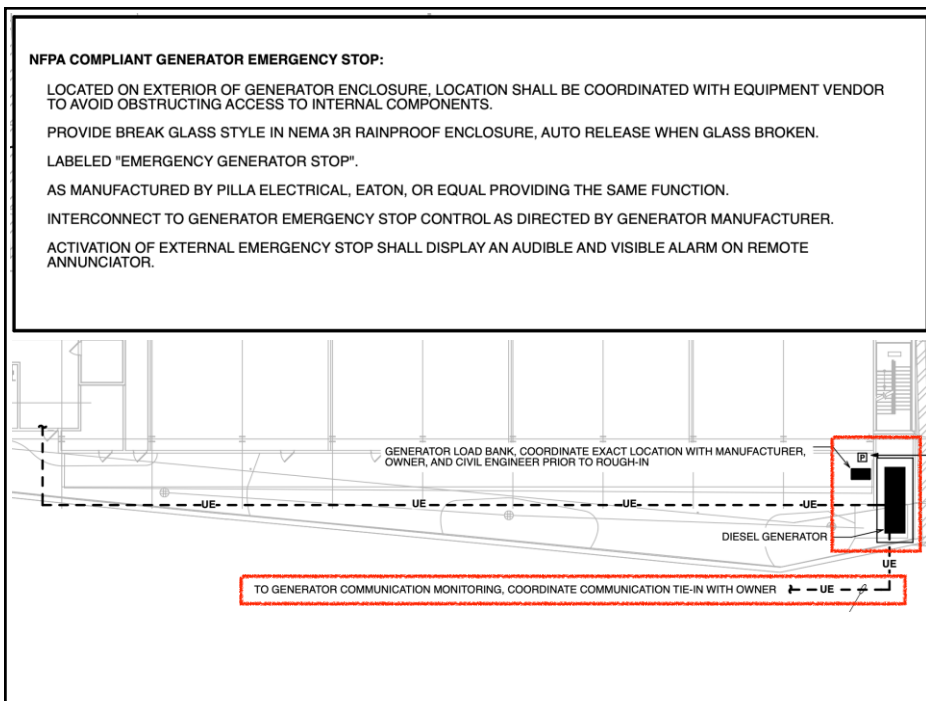 NFPA COMPLIANT GENERATOR EMERGENCY STOP:
LOCATED ON EXTERIOR OF GENERATOR ENCLOSURE, LOCATION SHALL BE COORDINATED WITH EQUIPMENT VENDOR
TO AVOID OBSTRUCTING ACCESS TO INTERNAL COMPONENTS.
PROVIDE BREAK GLASS STYLE IN NEMA 3R RAINPROOF ENCLOSURE, AUTO RELEASE WHEN GLASS BROKEN.
LABELED "EMERGENCY GENERATOR STOP".
AS MANUFACTURED BY PILLA ELECTRICAL, EATON, OR EQUAL PROVIDING THE SAME FUNCTION.
INTERCONNECT TO GENERATOR EMERGENCY STOP CONTROL AS DIRECTED BY GENERATOR MANUFACTURER.
ACTIVATION OF EXTERNAL EMERGENCY STOP SHALL DISPLAY AN AUDIBLE AND VISIBLE ALARM ON REMOTE
ANNUNCIATOR.
GENERATOR LOAD BANK, COORDINATE EXACT LOCATION WITH MANUFACTURER,
OWNER, AND CIVIL ENGINEER PRIOR TO ROUGH-IN
P
UE UE UE UE
DIESEL GENERATOR
UE
TO GENERATOR COMMUNICATION MONITORING, COORDINATE COMMUNICATION TIE-IN WITH OWNER UE